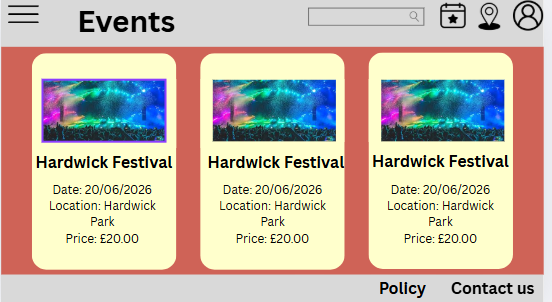 Events
Hardwick Festival
Date: 20/06/2026
Location: Hardwick
Park
Price: £20.00
Hardwick Festival
Date: 20/06/2026
Location: Hardwick
Park
Price: £20.00
Hardwick Festival
Date: 20/06/2026
Location: Hardwick
Park
Price: £20.00
Policy
Contact us